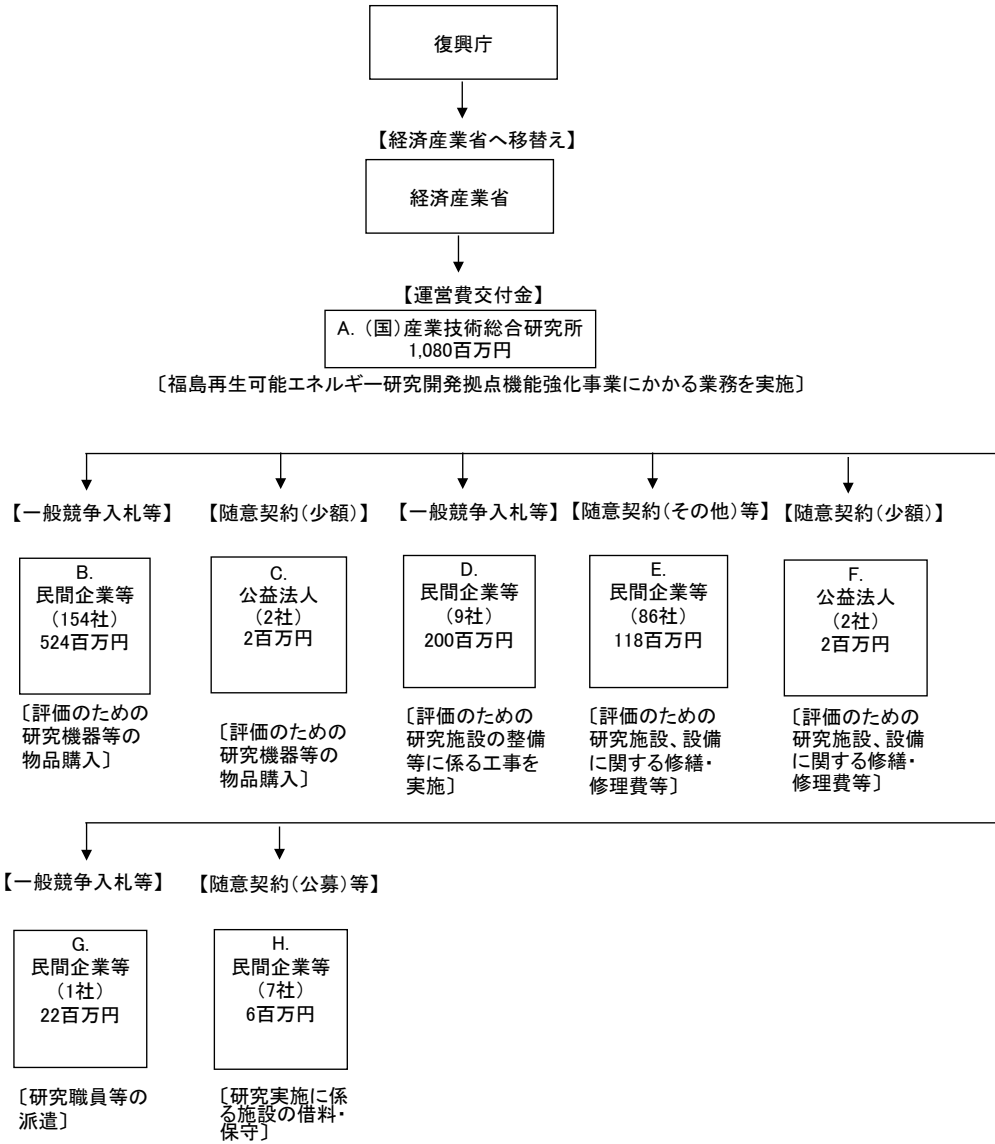 復興庁
【経済産業省へ移替え】
経済産業省
【運営費交付金】
A. (国)産業技術総合研究所
1,080百万円
〔福島再生可能エネルギー研究開発拠点機能強化事業にかかる業務を実施〕
【一般競争入札等】
【随意契約(少額)】
【一般競争入札等】
【随意契約(その他)等】
【随意契約(少額)】
B.
民間企業等
(154社)
524百万円
C.
公益法人
(2社)
2百万円
D.
民間企業等
(9社)
200百万円
E.
民間企業等
(86社)
118百万円
F.
公益法人
(2社)
2百万円
〔評価のための
研究機器等の
物品購入〕
〔評価のための
研究機器等の
物品購入〕
〔評価のための
研究施設の整備
等に係る工事を
実施〕
〔評価のための
研究施設、設備
に関する修繕・
修理費等〕
〔評価のための
研究施設、設備
に関する修繕・
修理費等〕
【一般競争入札等】
【随意契約(公募)等】
G.
民間企業等
(1社)
22百万円
H.
民間企業等
(7社)
6百万円
〔研究職員等の
派遣〕
〔研究実施に係
る施設の借料・
保守〕